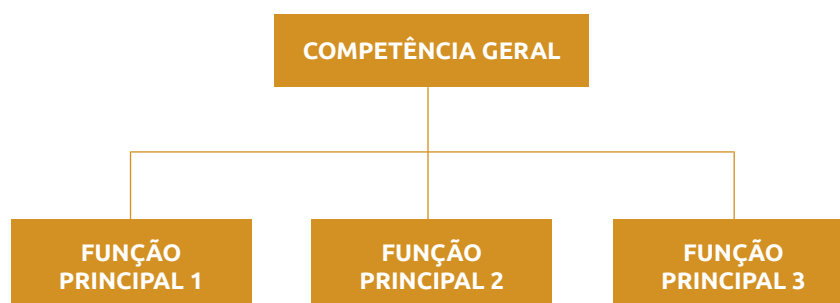 COMPETÊNCIA GERAL
FUNÇÃO
PRINCIPAL 1
FUNÇÃO
PRINCIPAL 2
FUNÇÃO
PRINCIPAL 3